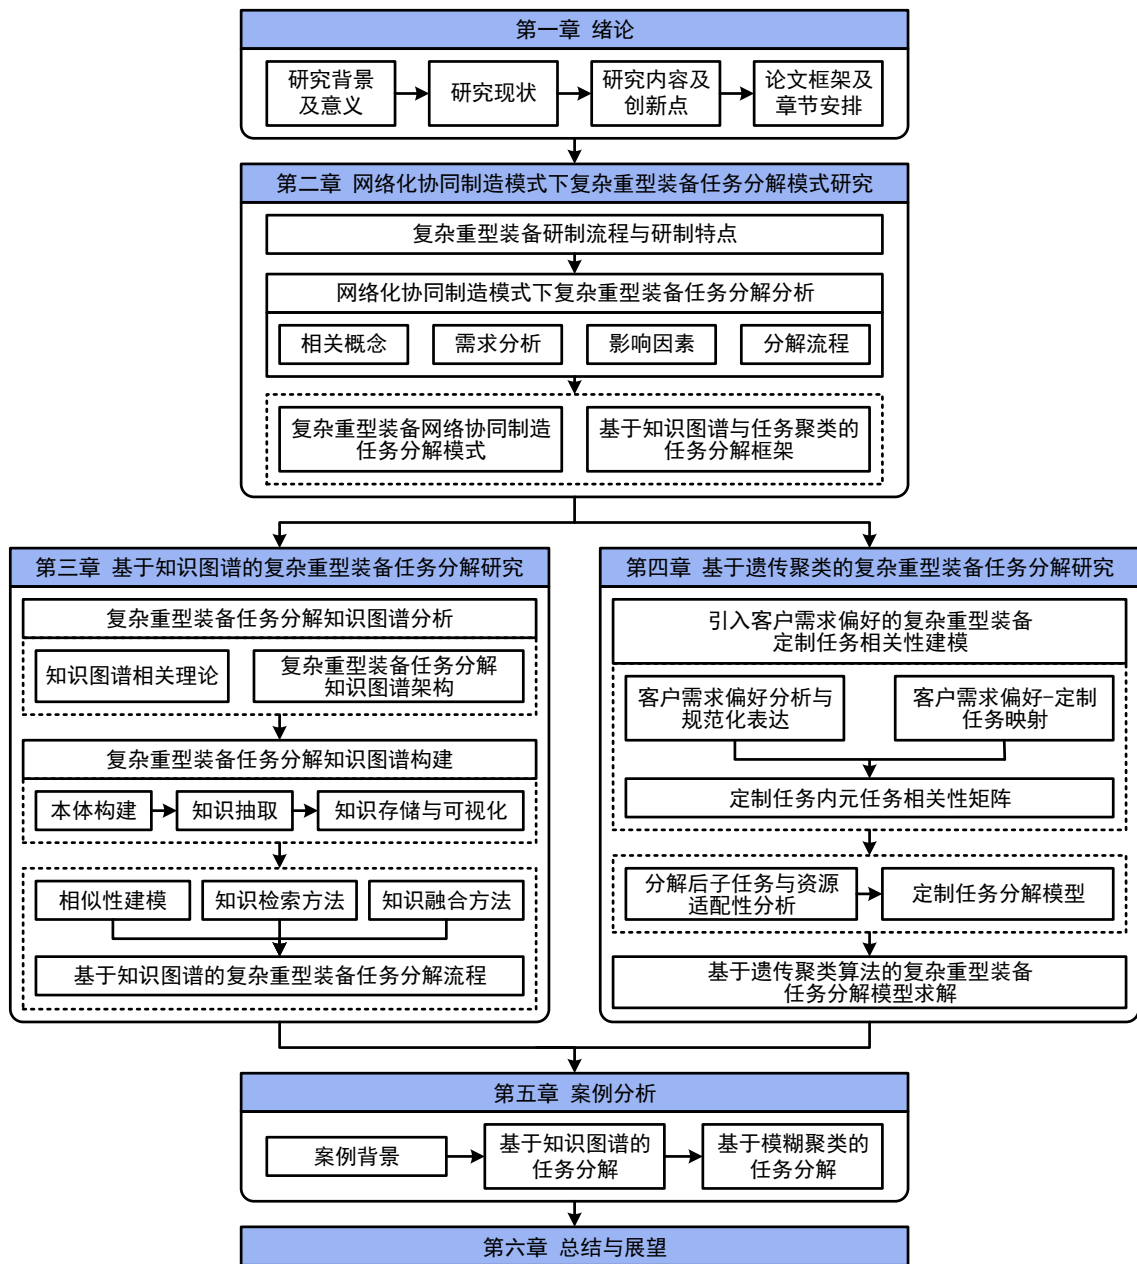 第一章 绪论
研究背景
及意义
研究现状
研究内容及
创新点
论文框架及
章节安排
第二章 网络化协同制造模式下复杂重型装备任务分解模式研究
复杂重型装备研制流程与研制特点
网络化协同制造模式下复杂重型装备任务分解分析
相关概念
需求分析
影响因素
分解流程
复杂重型装备网络协同制造
任务分解模式
基于知识图谱与任务聚类的
任务分解框架
第三章 基于知识图谱的复杂重型装备任务分解研究
复杂重型装备任务分解知识图谱分析
知识图谱相关理论
复杂重型装备任务分解
知识图谱架构
复杂重型装备任务分解知识图谱构建
本体构建
知识抽取
知识存储与可视化
相似性建模
知识检索方法
知识融合方法
基于知识图谱的复杂重型装备任务分解流程
第四章 基于遗传聚类的复杂重型装备任务分解研究
引入客户需求偏好的复杂重型装备
定制任务相关性建模
客户需求偏好分析与
规范化表达
客户需求偏好-定制
任务映射
定制任务内元任务相关性矩阵
分解后子任务与资源
适配性分析
定制任务分解模型
基于遗传聚类算法的复杂重型装备
任务分解模型求解
第五章 案例分析
案例背景
基于知识图谱的
任务分解
基于模糊聚类的
任务分解
第六章 总结与展望